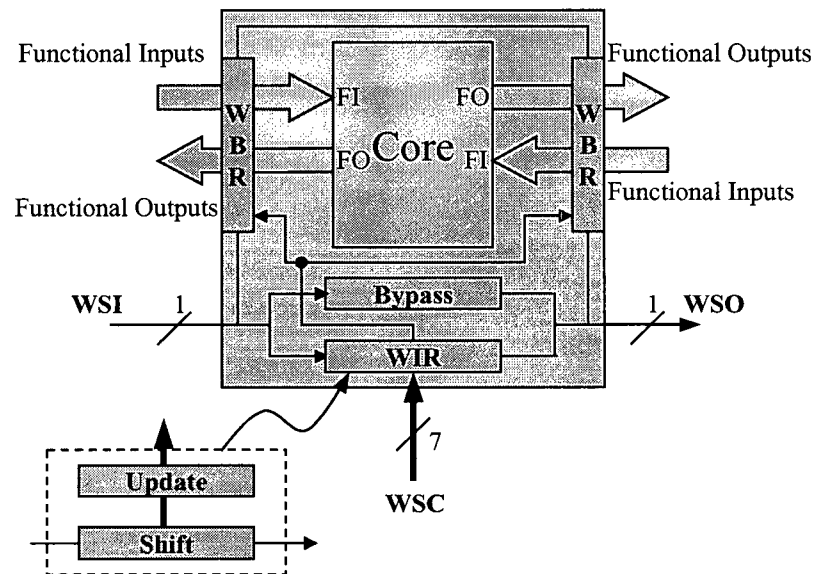 Functional Inputs
Functional Outputs
W
B
R
FI
FO
W
B
R
FO
Core
FI
Functional Outputs
Functional Inputs
WSI
1
Bypass
1
WSO
WIR
7
WSC
Update
Shift